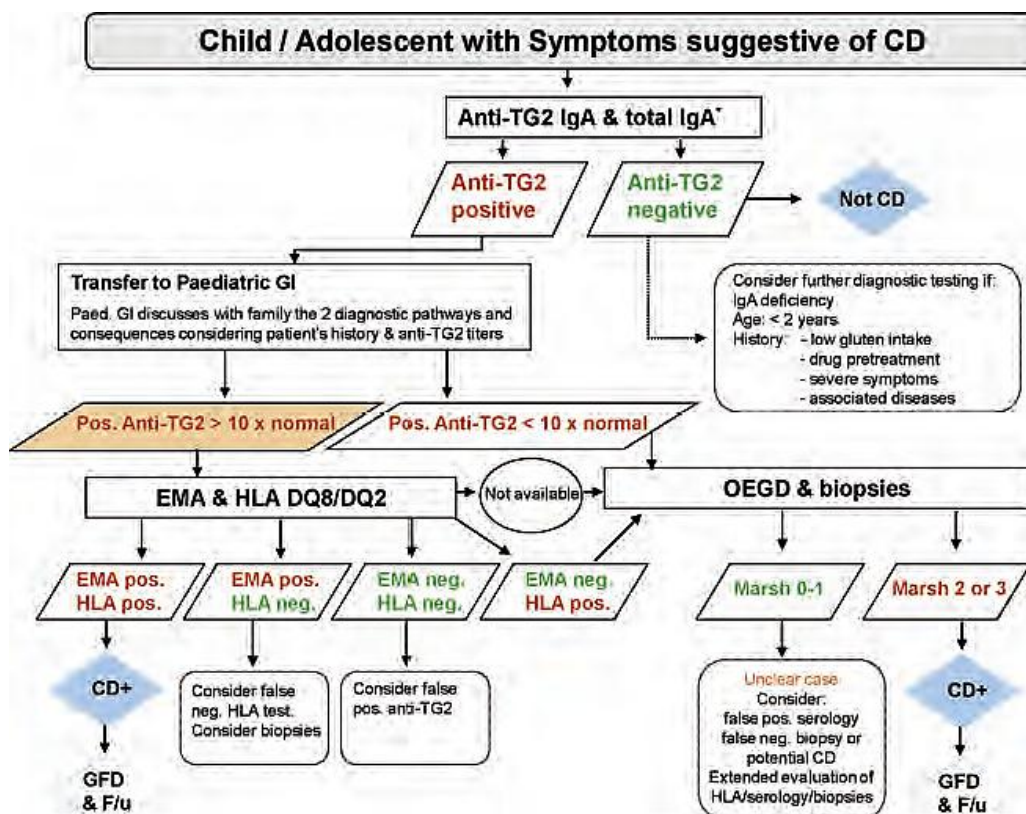 Child / Adolescent with Symptoms suggestive of CD
Anti-TG2 IgA & total IgA*
Anti-TG2
positive
Anti-TG2
negative
Not CD
Transfer to Paediatric GI
Paed. GI discusses with family the 2 diagnostic pathways and
consequences considering patient's history & anti-TG2 titers
Consider further diagnostic testing if:
IgA deficiency
Age: < 2 years
History: - low gluten intake
- drug pretreatment
- severe symptoms
- associated diseases
Pos. Anti-TG2 > 10 x normal
Pos. Anti-TG2 < 10 x normal
EMA & HLA DQ8/DQ2
Not available
OEGD & biopsies
EMA pos.
HLA pos.
EMA pos.
HLA neg.
EMA neg.
HLA neg.
EMA neg.
HLA pos.
Marsh 0-1
Marsh 2 or 3
CD+
Consider false
neg. HLA test.
Consider biopsies
Consider false
pos. anti-TG2
Unclear case
Consider:
false pos. serology
false neg. biopsy or
potential CD
Extended evaluation of
HLA/serology/biopsies
CD+
GFD
& F/u
GFD
& F/u